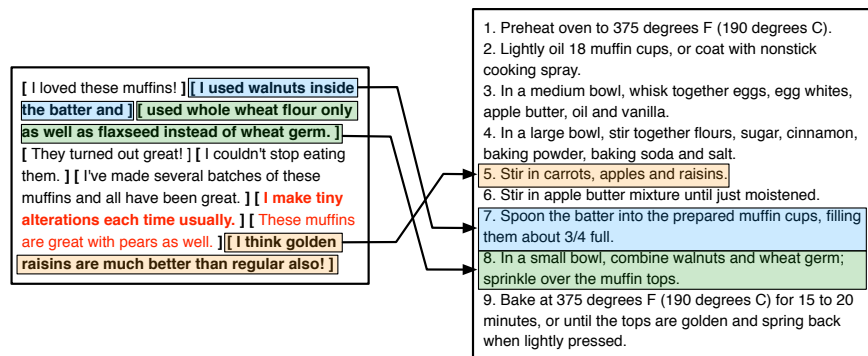 [ I loved these muffins! ] [ I used walnuts inside
the batter and ] [ used whole wheat flour only
as well as flaxseed instead of wheat germ. ]
[ They turned out great! ] [ I couldn't stop eating
them. ] [ I've made several batches of these
muffins and all have been great. ] [ I make tiny
alterations each time usually. ] [ These muffins
are great with pears as well. ] [ I think golden
raisins are much better than regular also! ]
1. Preheat oven to 375 degrees F (190 degrees C).
2. Lightly oil 18 muffin cups, or coat with nonstick
cooking spray.
3. In a medium bowl, whisk together eggs, egg whites,
apple butter, oil and vanilla.
4. In a large bowl, stir together flours, sugar, cinnamon,
baking powder, baking soda and salt.
5. Stir in carrots, apples and raisins.
6. Stir in apple butter mixture until just moistened.
7. Spoon the batter into the prepared muffin cups, filling
them about 3/4 full.
8. In a small bowl, combine walnuts and wheat germ;
sprinkle over the muffin tops.
9. Bake at 375 degrees F (190 degrees C) for 15 to 20
minutes, or until the tops are golden and spring back
when lightly pressed.